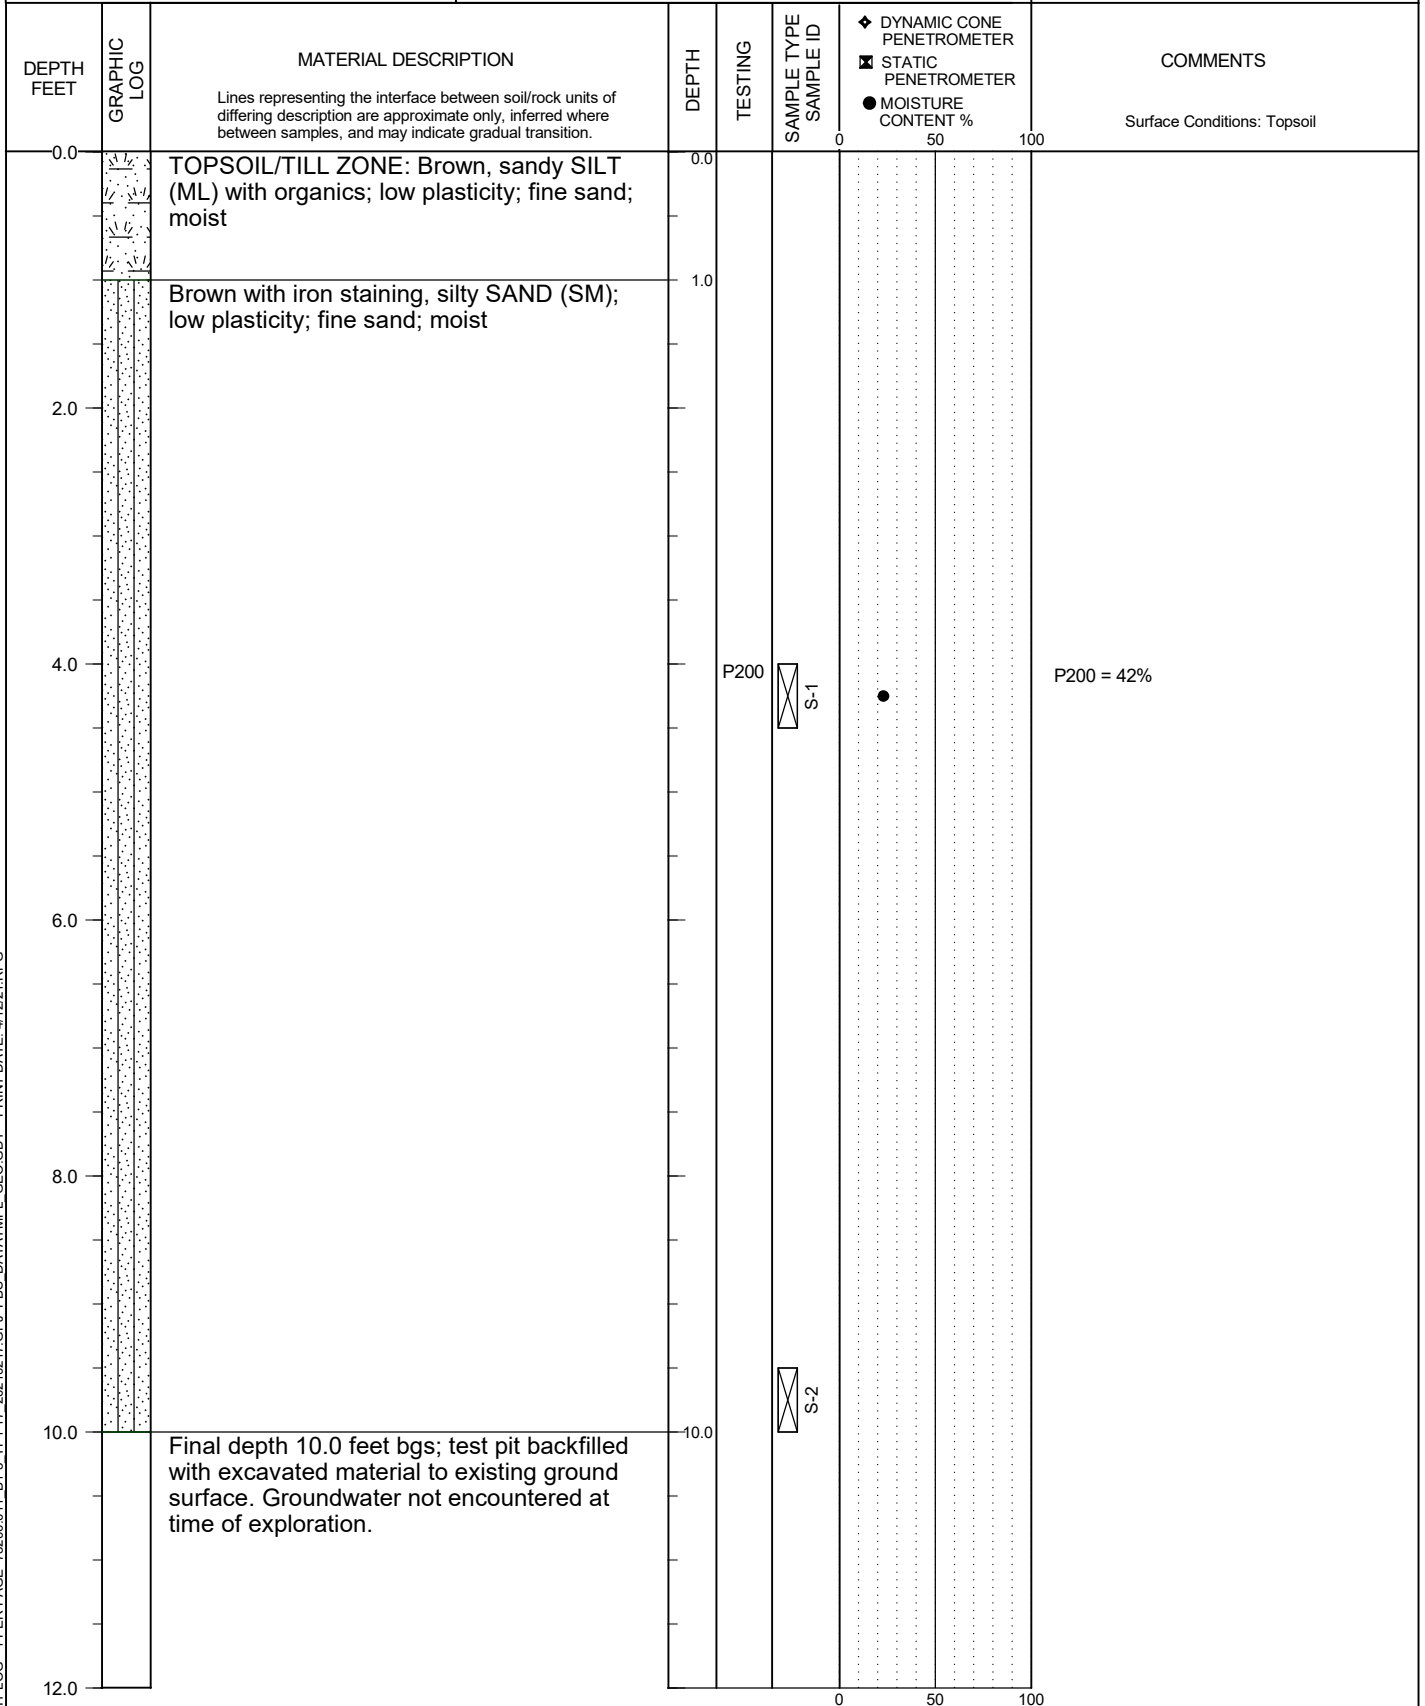 DEPTH
FEET
GRAPHIC
LOG
MATERIAL DESCRIPTION
Lines representing the interface between soil/rock units of
differing description are approximate only, inferred where
between samples, and may indicate gradual transition.
DEPTH
TESTING
SAMPLE TYPE
SAMPLE ID
DYNAMIC CONE
PENETROMETER
STATIC
PENETROMETER
MOISTURE
CONTENT %
0 50 100
COMMENTS
Surface Conditions: Topsoil
0.0
TOPSOIL/TILL ZONE: Brown, sandy SILT
(ML) with organics; low plasticity; fine sand;
moist
0.0
Brown with iron staining, silty SAND (SM);
low plasticity; fine sand; moist
1.0
2.0
4.0
P200
S-1
P200 = 42%
6.0
8.0
S-2
10.0
Final depth 10.0 feet bgs; test pit backfilled
with excavated material to existing ground
surface. Groundwater not encountered at
time of exploration.
10.0
12.0
0 50 100